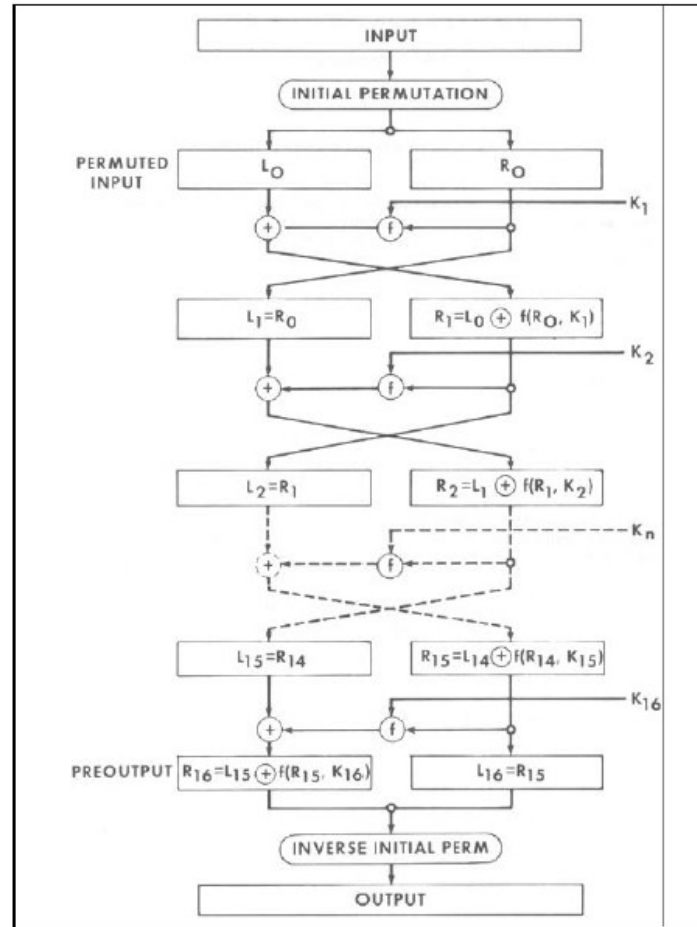 INPUT
INITIAL PERMUTATION
PERMUTED
INPUT
L0
R0
K1
+
f
L1=R0
R1=L0 + f(R0, K1)
K2
+
f
L2=R1
R2=L1 + f(R1, K2)
Kn
+
f
L15=R14
R15=L14 + f(R14, K15)
K16
+
f
PREOUTPUT
R16=L15 + f(R15, K16,)
L16=R15
INVERSE INITIAL PERM
OUTPUT